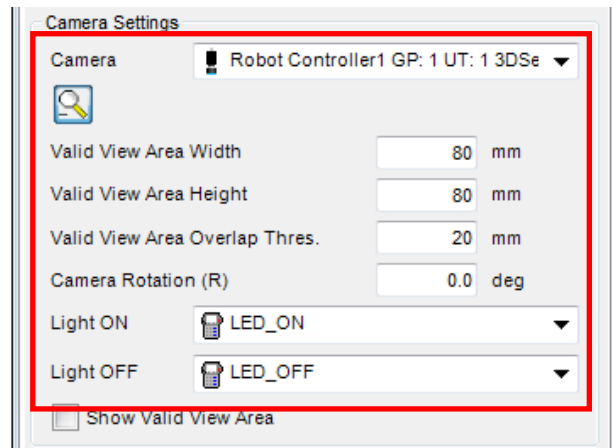 Camera Settings
Camera Robot Controller1 GP: 1 UT: 1 3DSe
Valid View Area Width 80 mm
Valid View Area Height 80 mm
Valid View Area Overlap Thres. 20 mm
Camera Rotation (R) 0.0 deg
Light ON LED_ON
Light OFF LED_OFF
Show Valid View Area